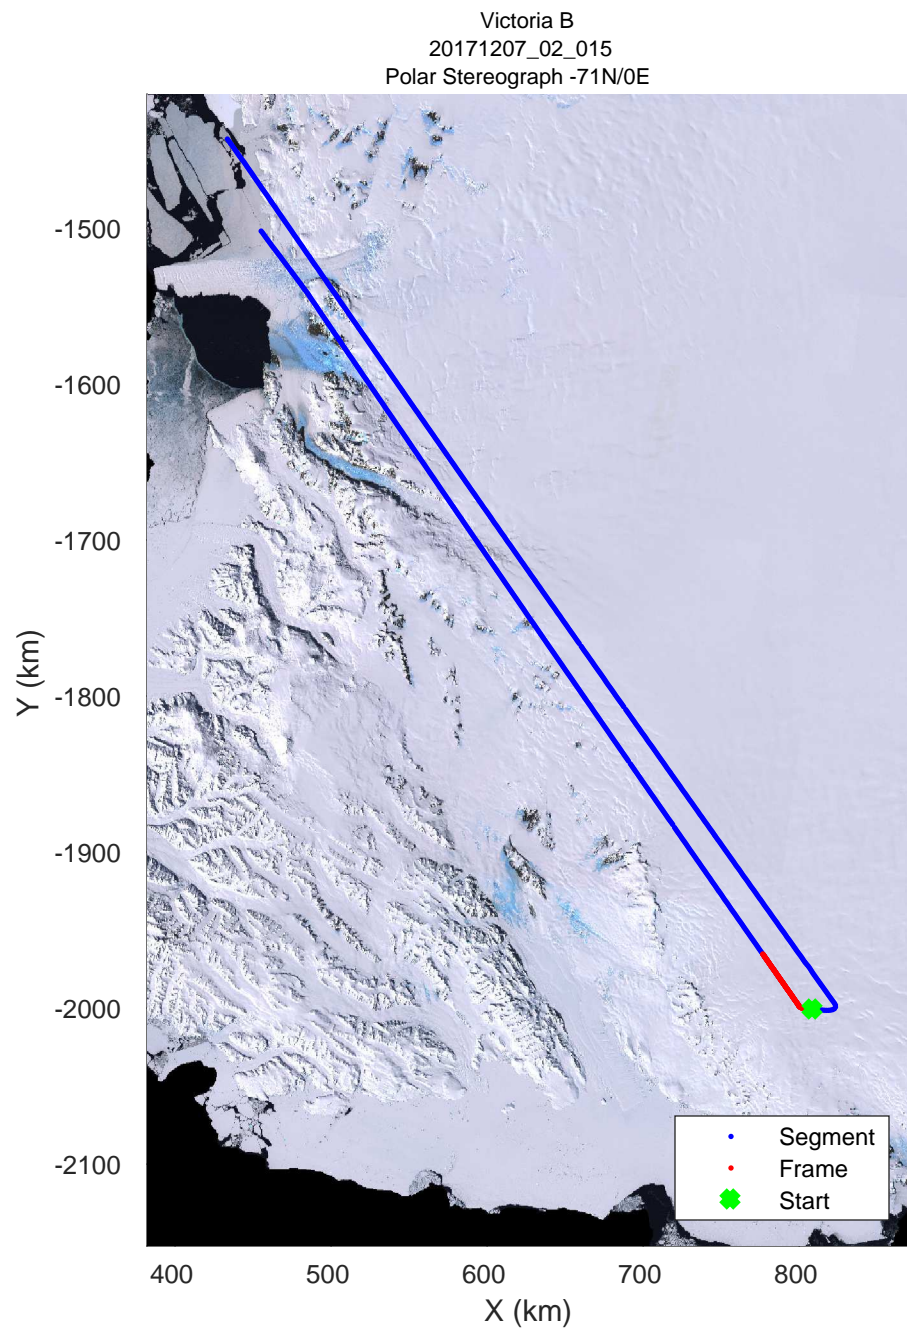 Victoria B
20171207_02_015
Polar Stereograph -71N/0E
-1500
-1600
-1700
-1800
-1900
-2000
-2100
Y (km)
Segment
Frame
Start
400
500
600
700
800
X (km)